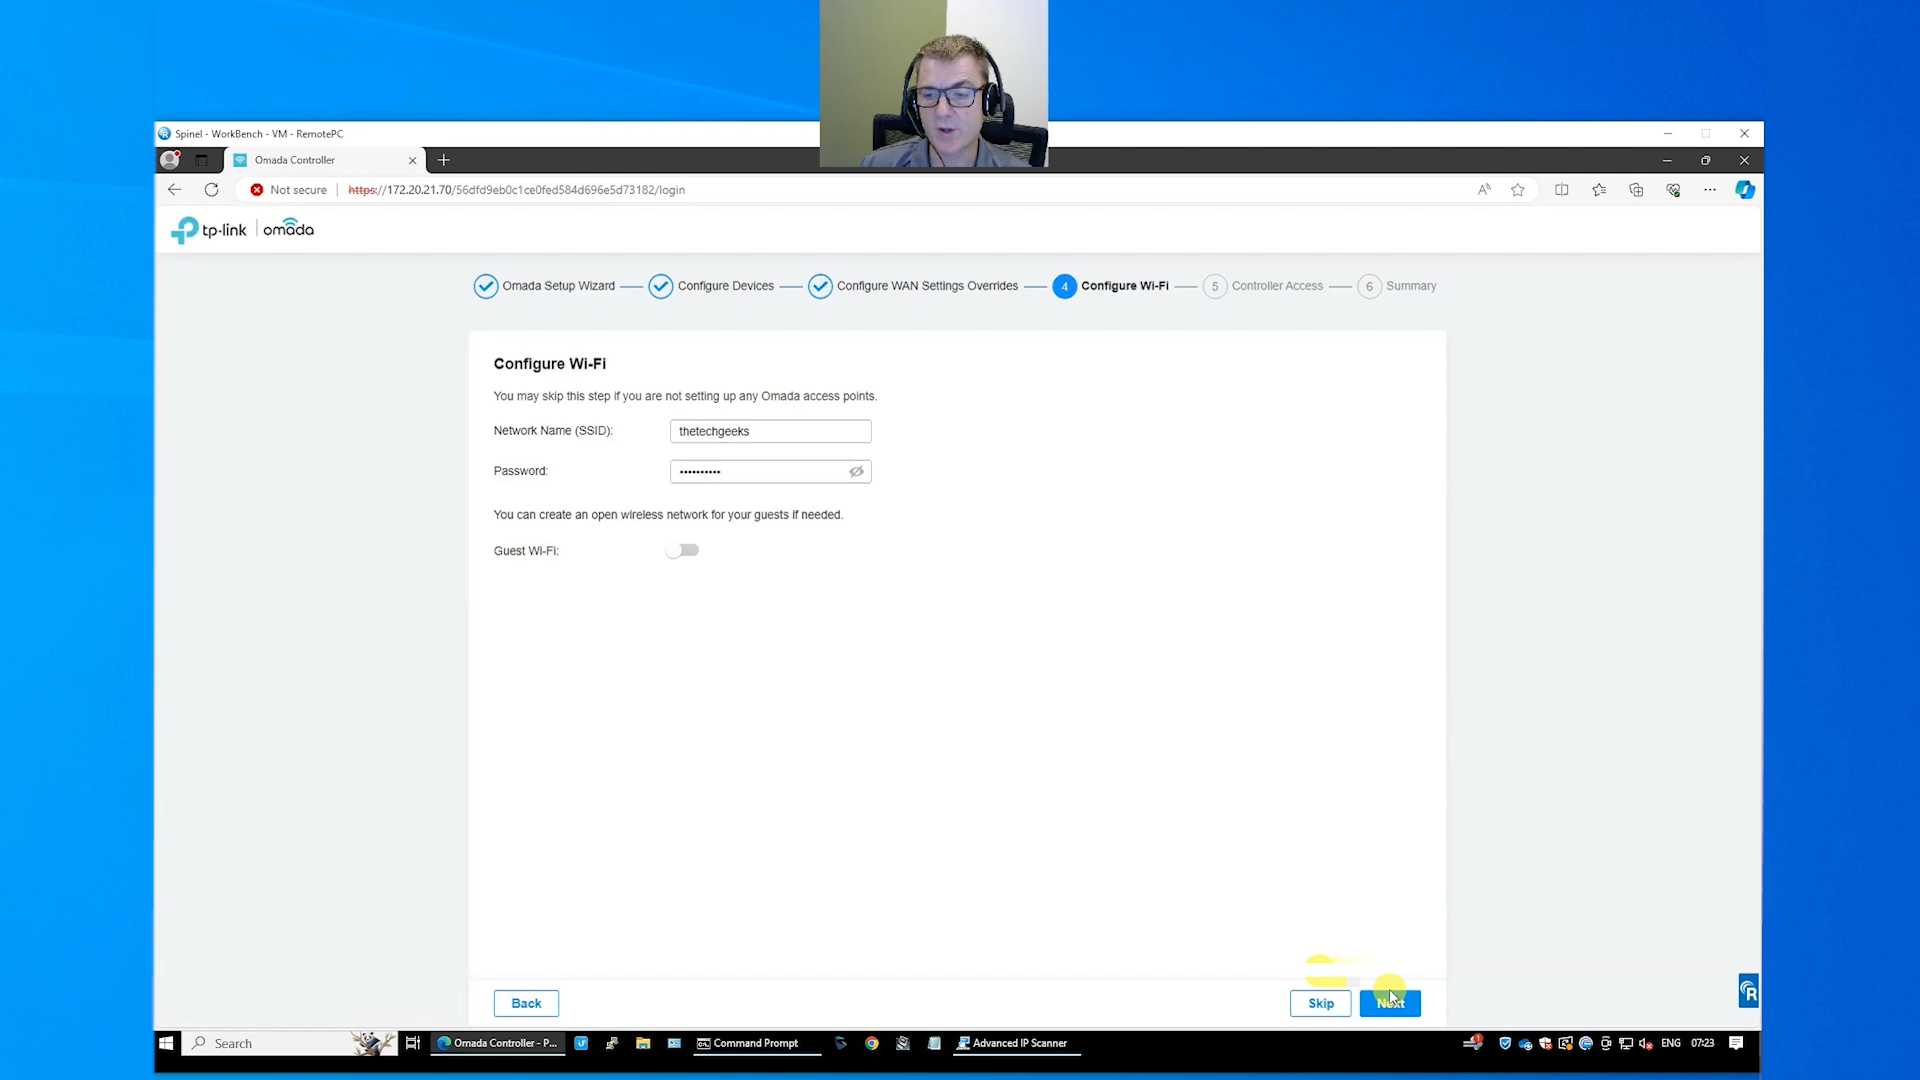 Spinel - WorkBench - VM - RemotePC
Omada Controller
Not secure https://172.20.21.70/56dfd9eb0c1ce0fed584d696e5d73182/login
tp-link omada
Omada Setup Wizard Configure Devices Configure WAN Settings Overrides 4 Configure Wi-Fi 5 Controller Access 6 Summary
Configure Wi-Fi
You may skip this step if you are not setting up any Omada access points.
Network Name (SSID): thetechgeeks
Password: ••••••••••
You can create an open wireless network for your guests if needed.
Guest Wi-Fi:
Back Skip Next
Search Omada Controller - P... Command Prompt Advanced IP Scanner ENG 07:23